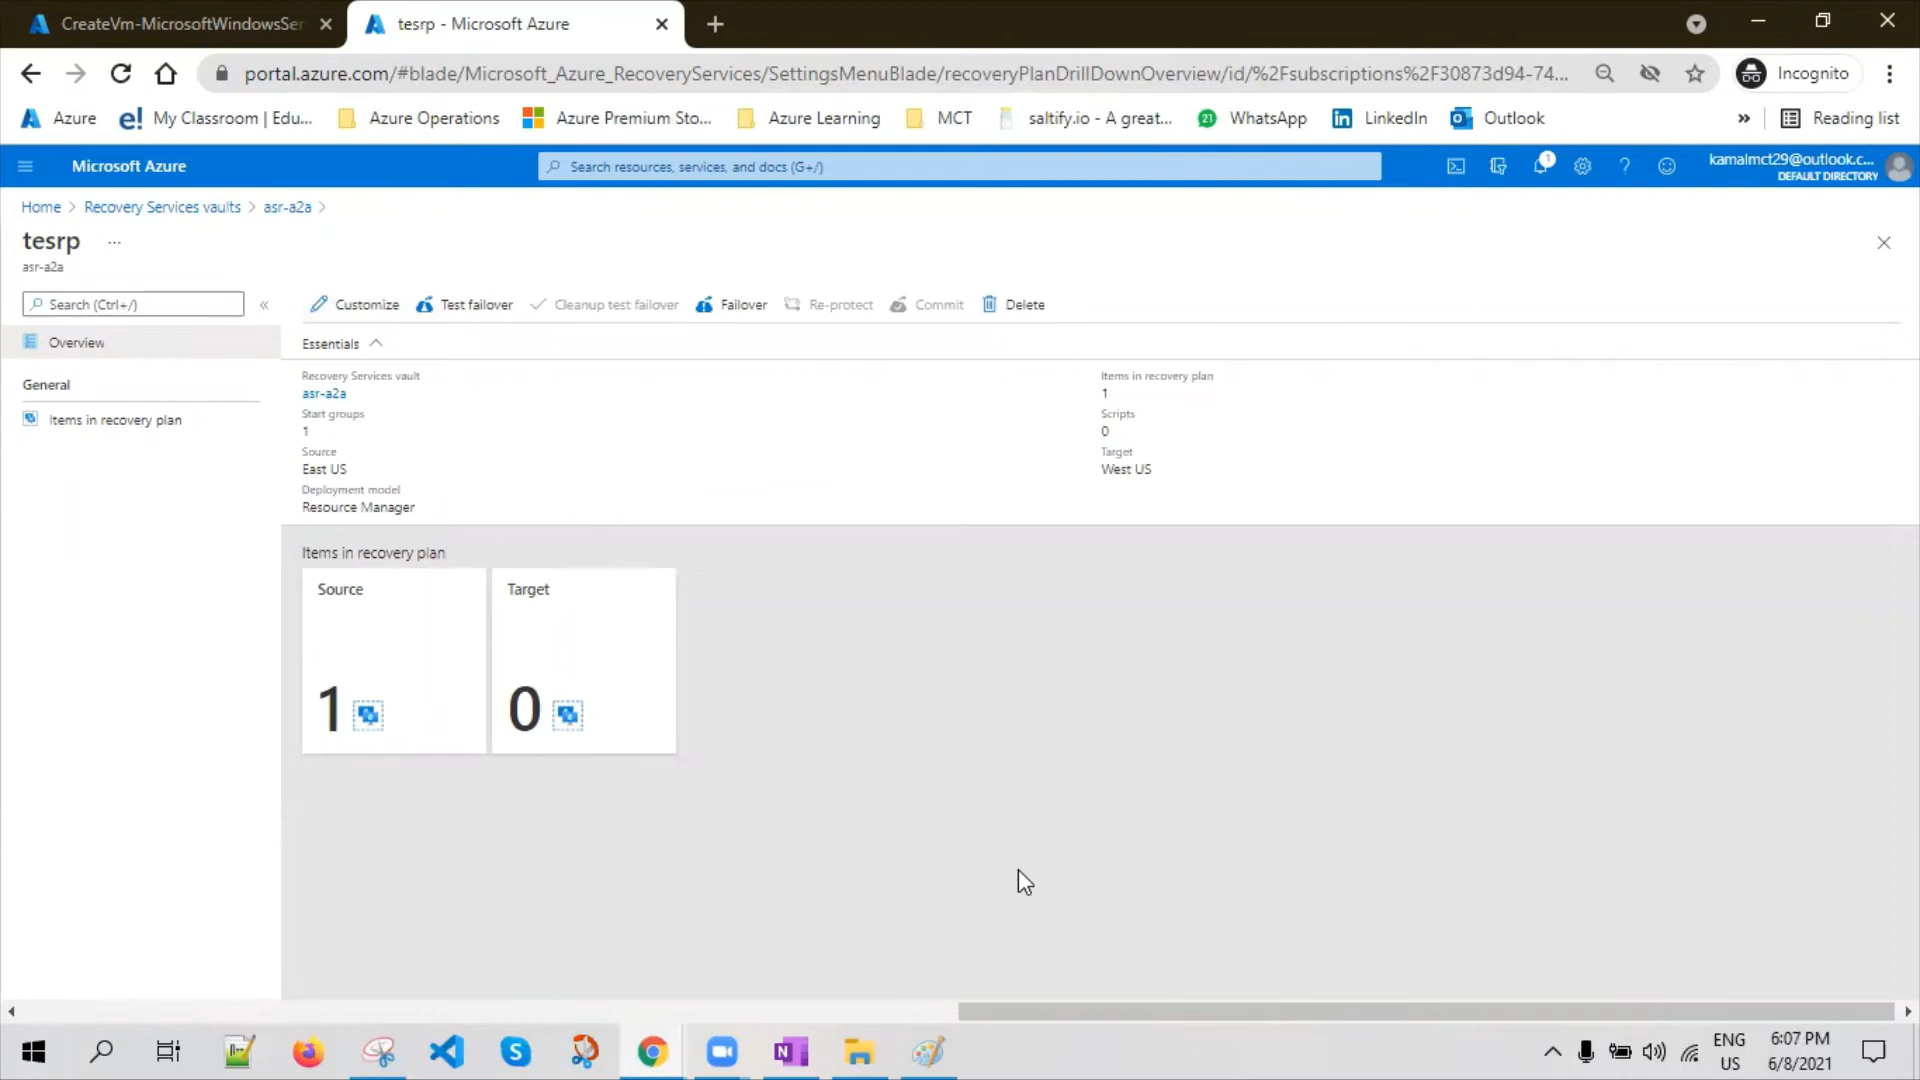 CreateVm-MicrosoftWindowsSer
tesrp - Microsoft Azure
portal.azure.com/#blade/Microsoft_Azure_RecoveryServices/SettingsMenuBlade/recoveryPlanDrillDownOverview/id/%2Fsubscriptions%2F30873d94-74...
Incognito
Azure
e! My Classroom | Edu...
Azure Operations
Azure Premium Sto...
Azure Learning
MCT
saltify.io - A great...
21 WhatsApp
LinkedIn
Outlook
»
Reading list
Microsoft Azure
Search resources, services, and docs (G+/)
1
kamalmct29@outlook.c...
DEFAULT DIRECTORY
Home > Recovery Services vaults > asr-a2a >
tesrp ...
asr-a2a
Search (Ctrl+/)
«
Customize
Test failover
Cleanup test failover
Failover
Re-protect
Commit
Delete
Overview
General
Items in recovery plan
Essentials
Recovery Services vault
asr-a2a
Start groups
1
Source
East US
Deployment model
Resource Manager
Items in recovery plan
1
Scripts
0
Target
West US
Items in recovery plan
Source
1
Target
0
ENG
US
6:07 PM
6/8/2021